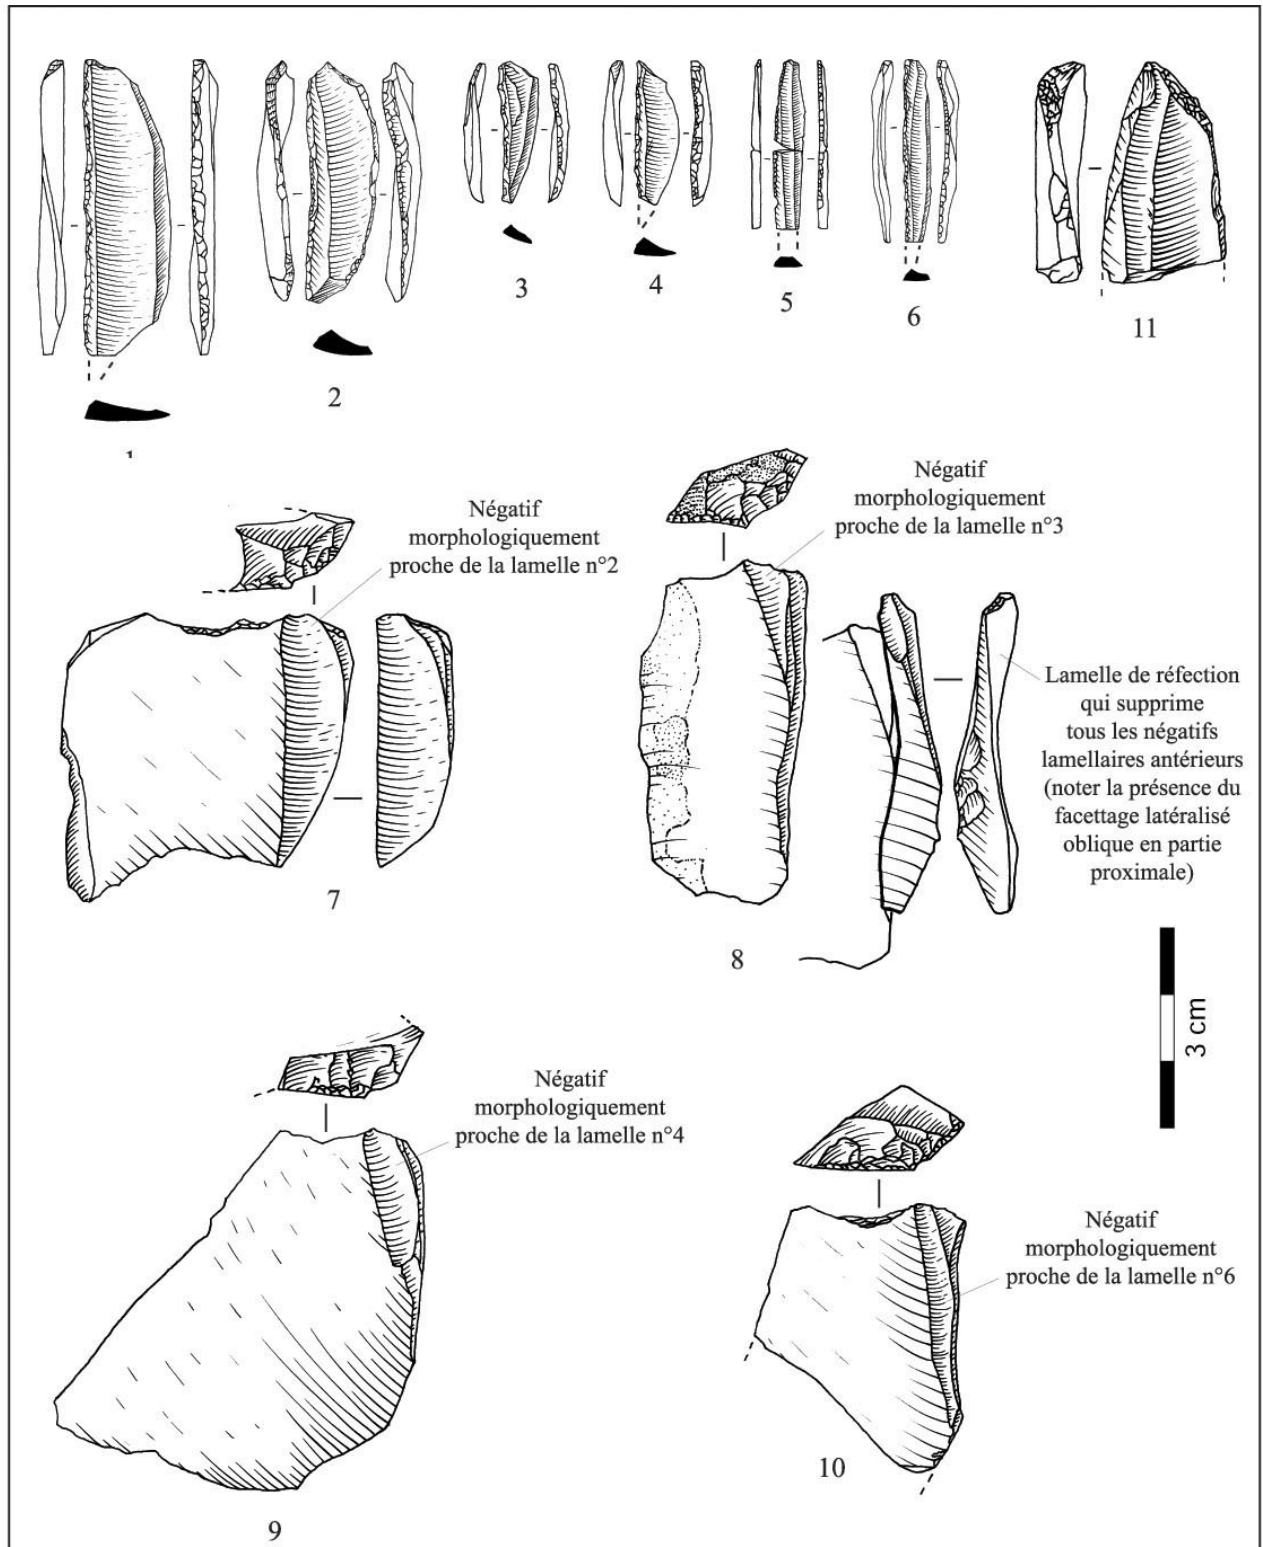 3
4
5
6
11
2
1
Négatif
morphologiquement
proche de la lamelle n°2
Négatif
morphologiquement
proche de la lamelle n°3
Lamelle de réfection
qui supprime
tous les négatifs
lamellaires antérieurs
(noter la présence du
facettage latéralisé
oblique en partie
proximale)
7
8
3 cm
Négatif
morphologiquement
proche de la lamelle n°4
Négatif
morphologiquement
proche de la lamelle n°6
9
10